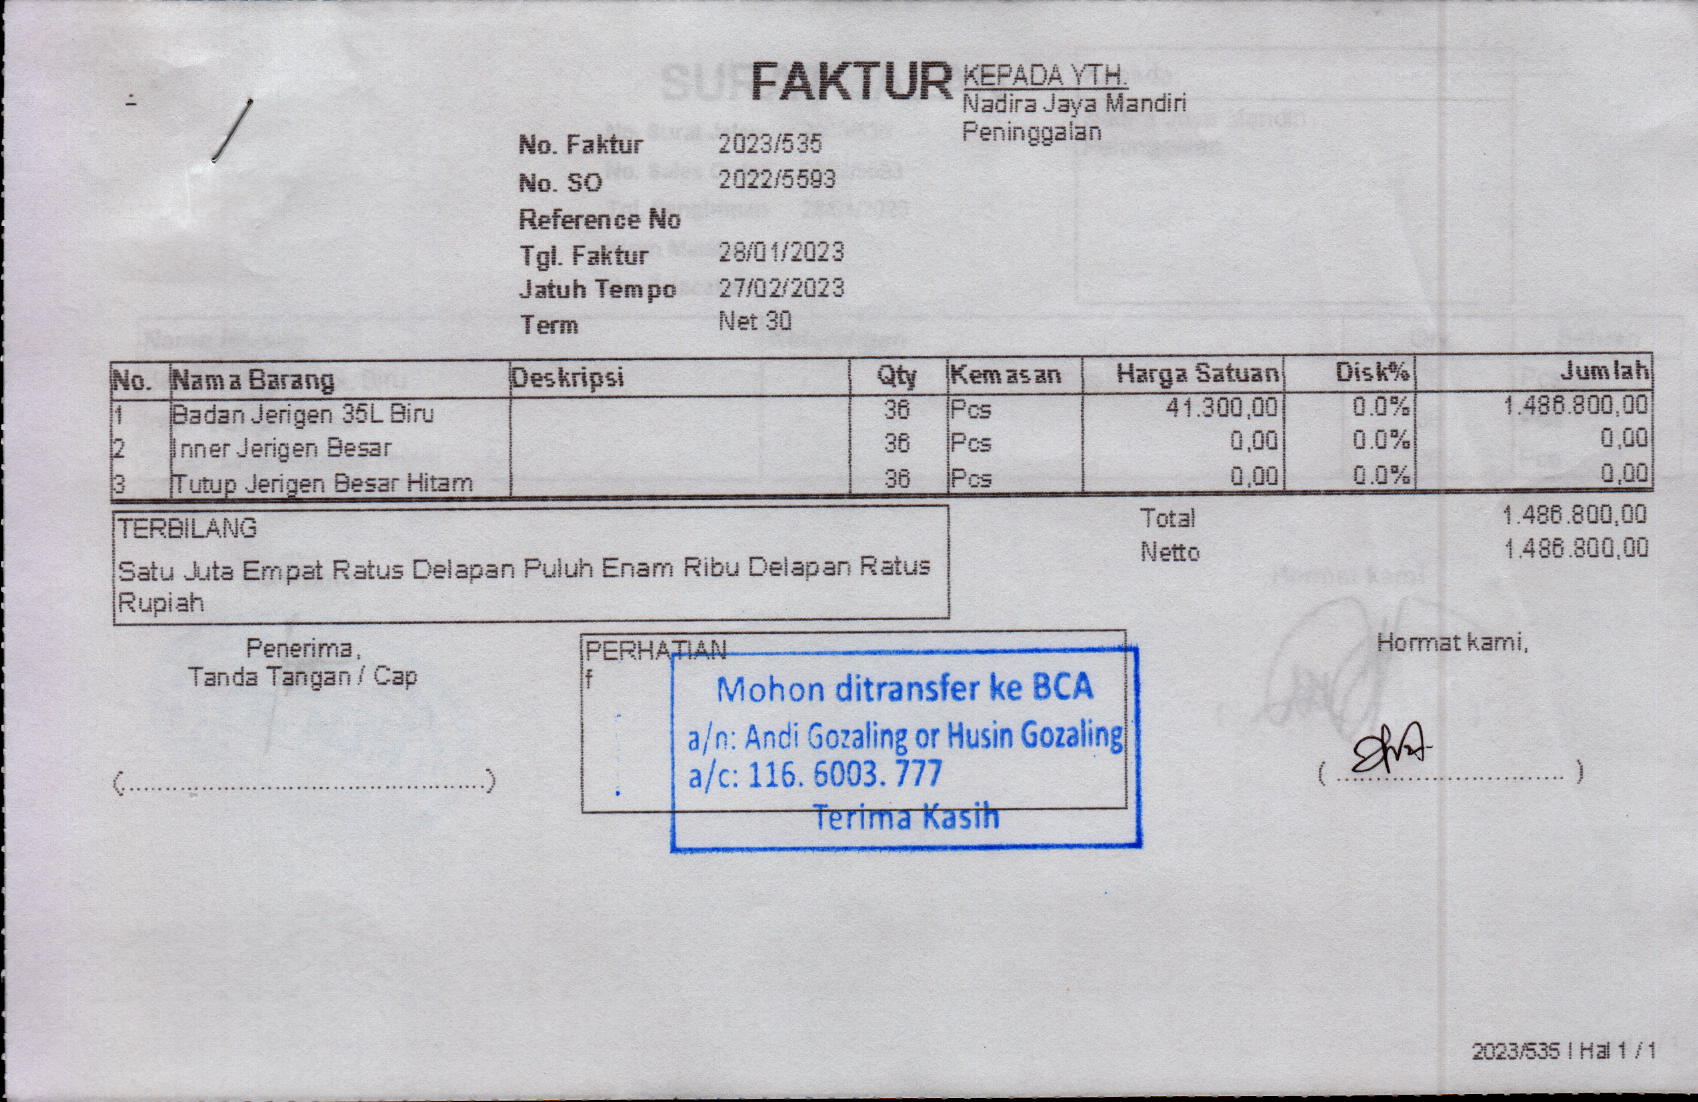 FAKTUR
KEPADA YTH.
Nadira Jaya Mandiri
Peninggalan
No. Faktur 2023/535
No. SO 2022/5593
Reference No
Tgl. Faktur 28/01/2023
Jatuh Tempo 27/02/2023
Term Net 30
No. Nama Barang Deskripsi Qty Kemasan Harga Satuan Disk% Jumlah
1 Badan Jerigen 35L Biru 36 Pcs 41.300,00 0.0% 1.486.800,00
2 Inner Jerigen Besar 36 Pcs 0,00 0.0% 0,00
3 Tutup Jerigen Besar Hitam 36 Pcs 0,00 0.0% 0,00
TERBILANG
Satu Juta Empat Ratus Delapan Puluh Enam Ribu Delapan Ratus
Rupiah
Total 1.486.800,00
Netto 1.486.800,00
Penerima,
Tanda Tangan / Cap
(......................................................)
PERHATIAN
f
Mohon ditransfer ke BCA
a/n: Andi Gozaling or Husin Gozaling
a/c: 116. 6003. 777
Terima Kasih
Hormat kami,
( .................................. )
2023/535 | Hal 1 / 1